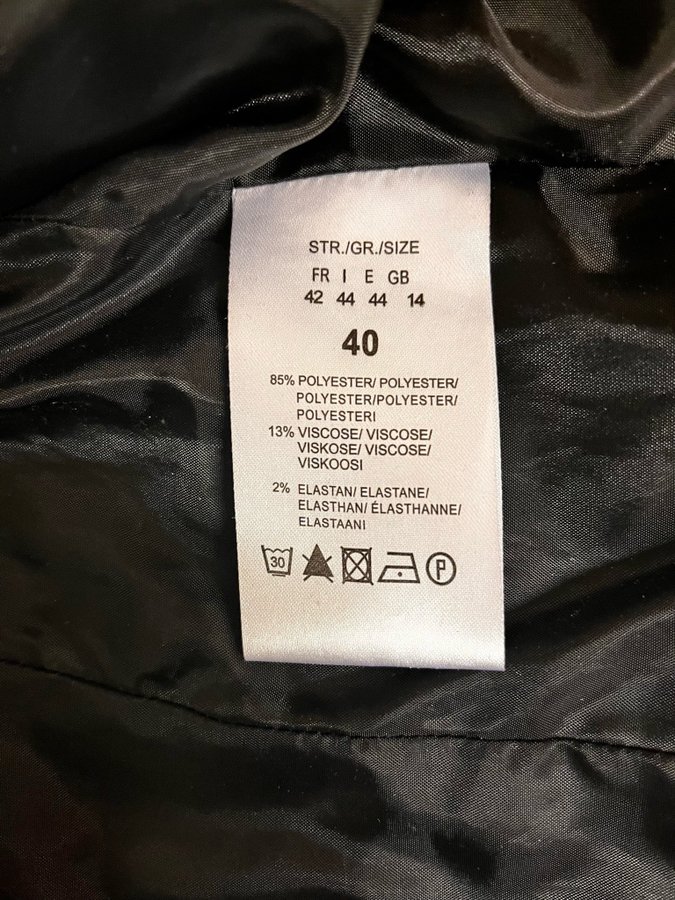 STR./GR./SIZE
FR I E GB
42 44 44 14
40
85% POLYESTER/ POLYESTER/
POLYESTER/POLYESTER/
POLYESTERI
13% VISCOSE/ VISCOSE/
VISKOSE/ VISCOSE/
VISKOOSI
2% ELASTAN/ ELASTANE/
ELASTHAN/ ÉLASTHANNE/
ELASTAANI
30 P